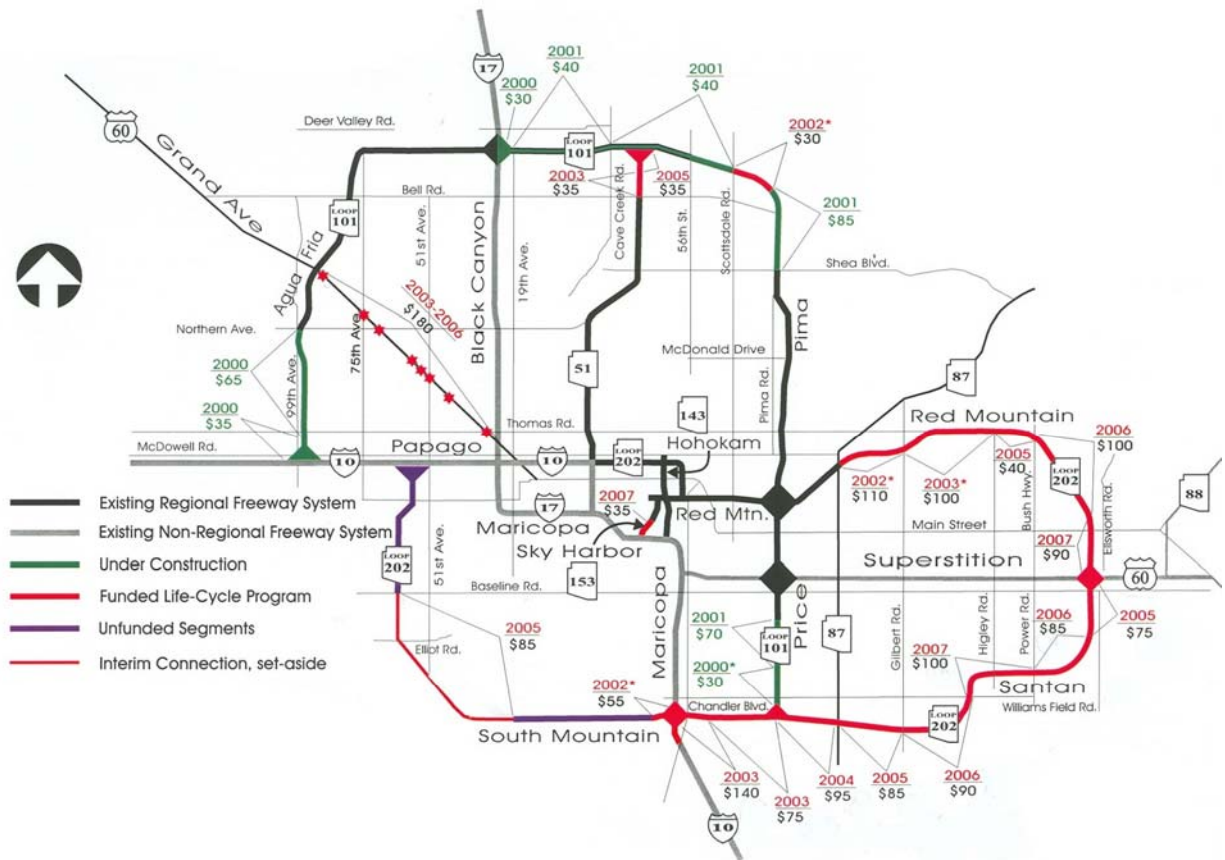 17
2001
$40
2000
$30
2001
$40
60
Deer Valley Rd.
2002*
$30
LOOP
101
Grand Ave
2003
$35
2005
$35
Bell Rd.
2001
$85
LOOP
101
Agua Fria
51st Ave.
Black Canyon
19th Ave.
Cave Creek Rd.
56th St.
Scottsdale Rd.
Shea Blvd.
2003-2006
$180
Northern Ave.
75th Ave.
99th Ave.
McDonald Drive
Pima
Pima Rd.
51
87
2000
$65
2000
$35
143
Hohokam
Thomas Rd.
Red Mountain
McDowell Rd.
Papago
10
10
LOOP
202
2006
$100
2005
$40
LOOP
202
2002*
$110
2003*
$100
Bush Hwy.
Ellsworth Rd.
88
Existing Regional Freeway System
17
2007
$35
Red Mtn.
Main Street
Existing Non-Regional Freeway System
Maricopa
Sky Harbor
2007
$90
Superstition
Under Construction
LOOP
202
51st Ave.
Baseline Rd.
153
60
Funded Life-Cycle Program
Unfunded Segments
Interim Connection, set-aside
2005
$85
Elliot Rd.
Maricopa
2001
$70
Price
LOOP
101
87
Gilbert Rd.
Higley Rd.
Power Rd.
2006
$85
2005
$75
2000*
$30
2007
$100
2002*
$55
Chandler Blvd.
Santan
Williams Field Rd.
South Mountain
LOOP
202
2003
$140
2003
$75
2004
$95
2005
$85
2006
$90
10